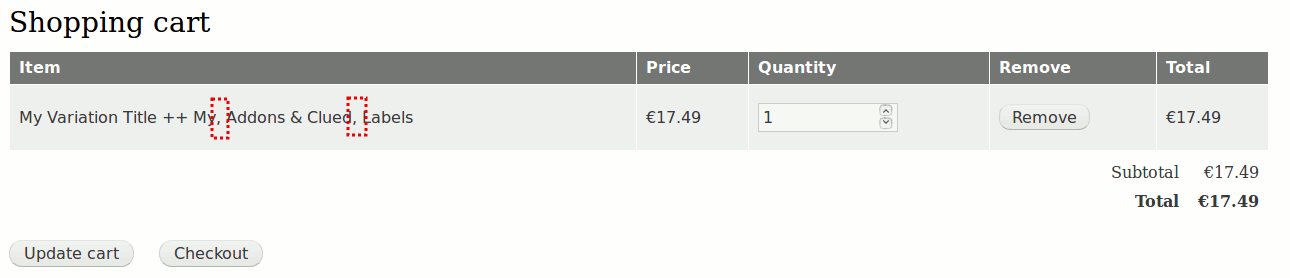 Shopping cart
Item Price Quantity Remove Total
My Variation Title ++ My, Addons & Clued, Labels €17.49 1 Remove €17.49
Subtotal €17.49
Total €17.49
Update cart Checkout